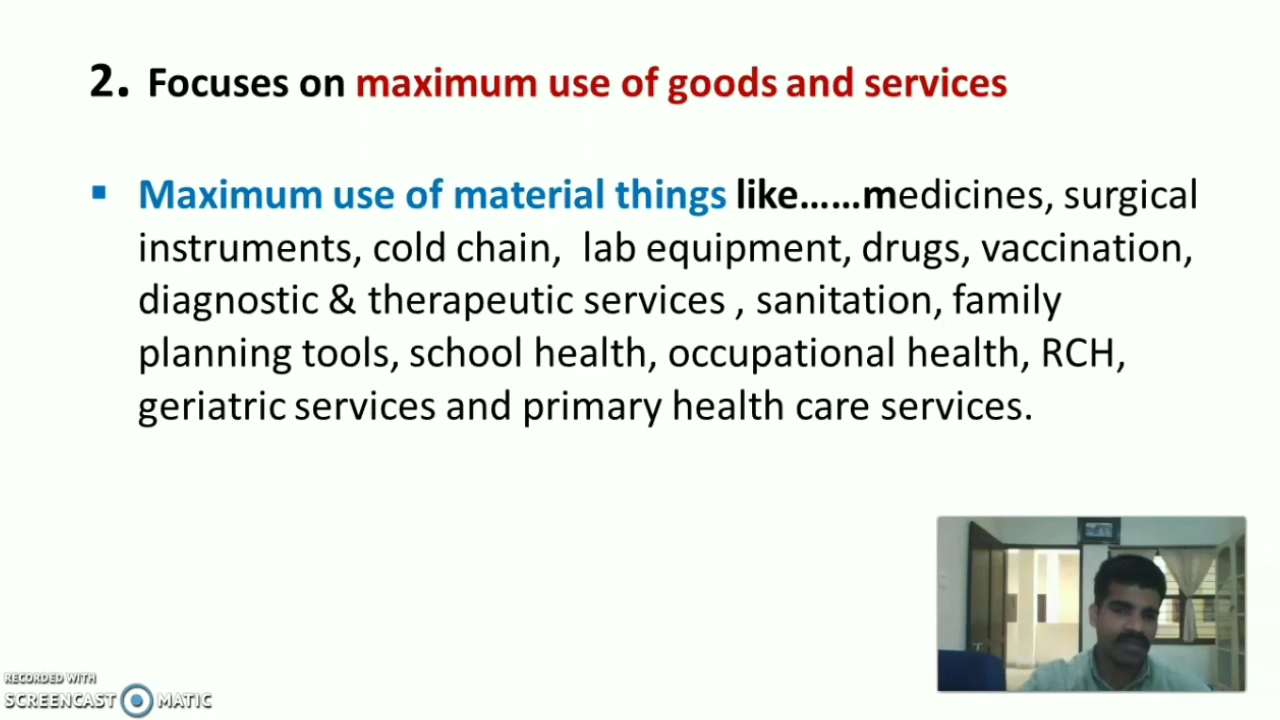 2. Focuses on maximum use of goods and services
▪ Maximum use of material things like......medicines, surgical
instruments, cold chain, lab equipment, drugs, vaccination,
diagnostic & therapeutic services , sanitation, family
planning tools, school health, occupational health, RCH,
geriatric services and primary health care services.
RECORDED WITH
SCREENCAST MATIC